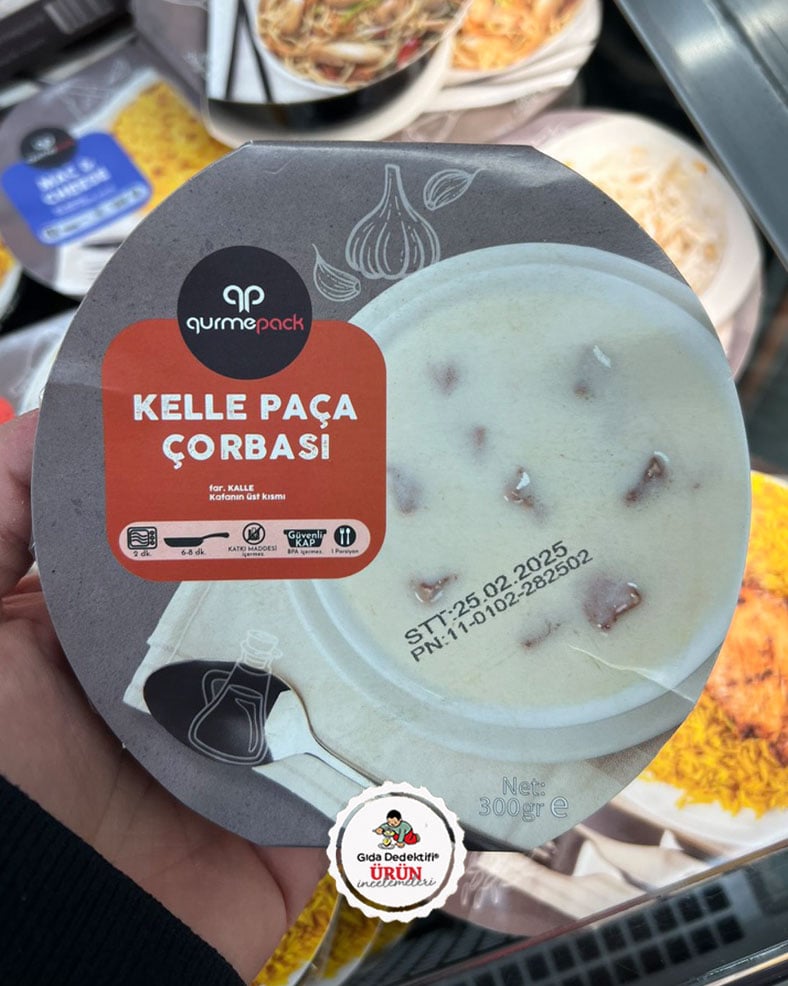 MAC &
CHEESE
qp
qurmepack
KELLE PAÇA
ÇORBASI
far. KALLE
Kafanın üst kısmı
2 dk.
6-8 dk.
KATKI MADDESİ
içermez.
Güvenli
KAP
BPA içermez.
1 Porsiyon
STT:25.02.2025
PN:11-0102-282502
Net:
300gr e
Gıda Dedektifi®
ÜRÜN
incelemeleri